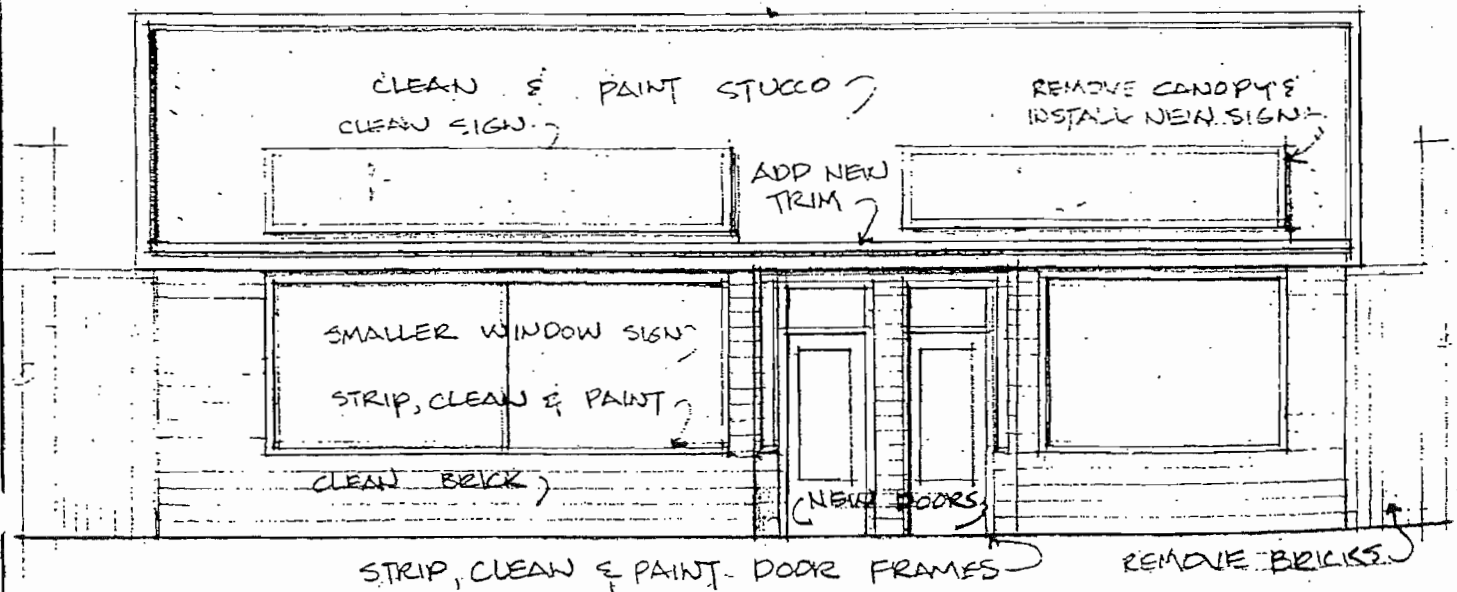 CLEAN & PAINT STUCCO
CLEAN SIGN
REMOVE CANOPY &
INSTALL NEW SIGN
ADD NEW
TRIM
SMALLER WINDOW SIGN
STRIP, CLEAN & PAINT
CLEAN BRICK
NEW DOORS
STRIP, CLEAN & PAINT DOOR FRAMES
REMOVE BRICKS